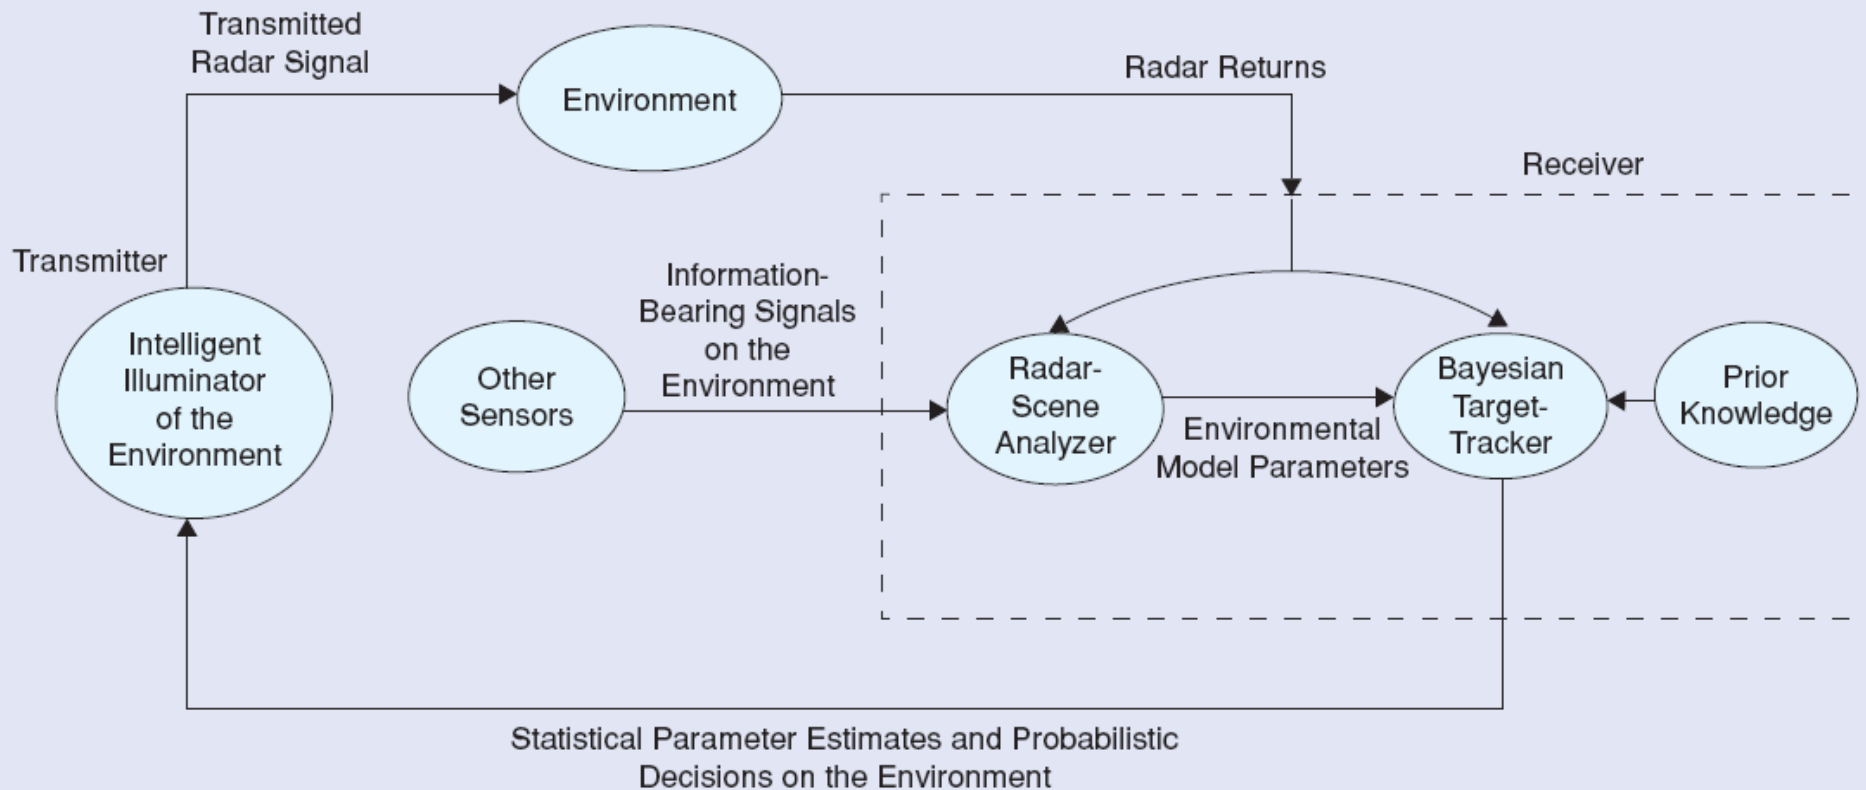 Transmitted
Radar Signal
Environment
Radar Returns
Receiver
Transmitter
Intelligent
Illuminator
of the
Environment
Other
Sensors
Information-
Bearing Signals
on the
Environment
Radar-
Scene
Analyzer
Environmental
Model Parameters
Bayesian
Target-
Tracker
Prior
Knowledge
Statistical Parameter Estimates and Probabilistic
Decisions on the Environment